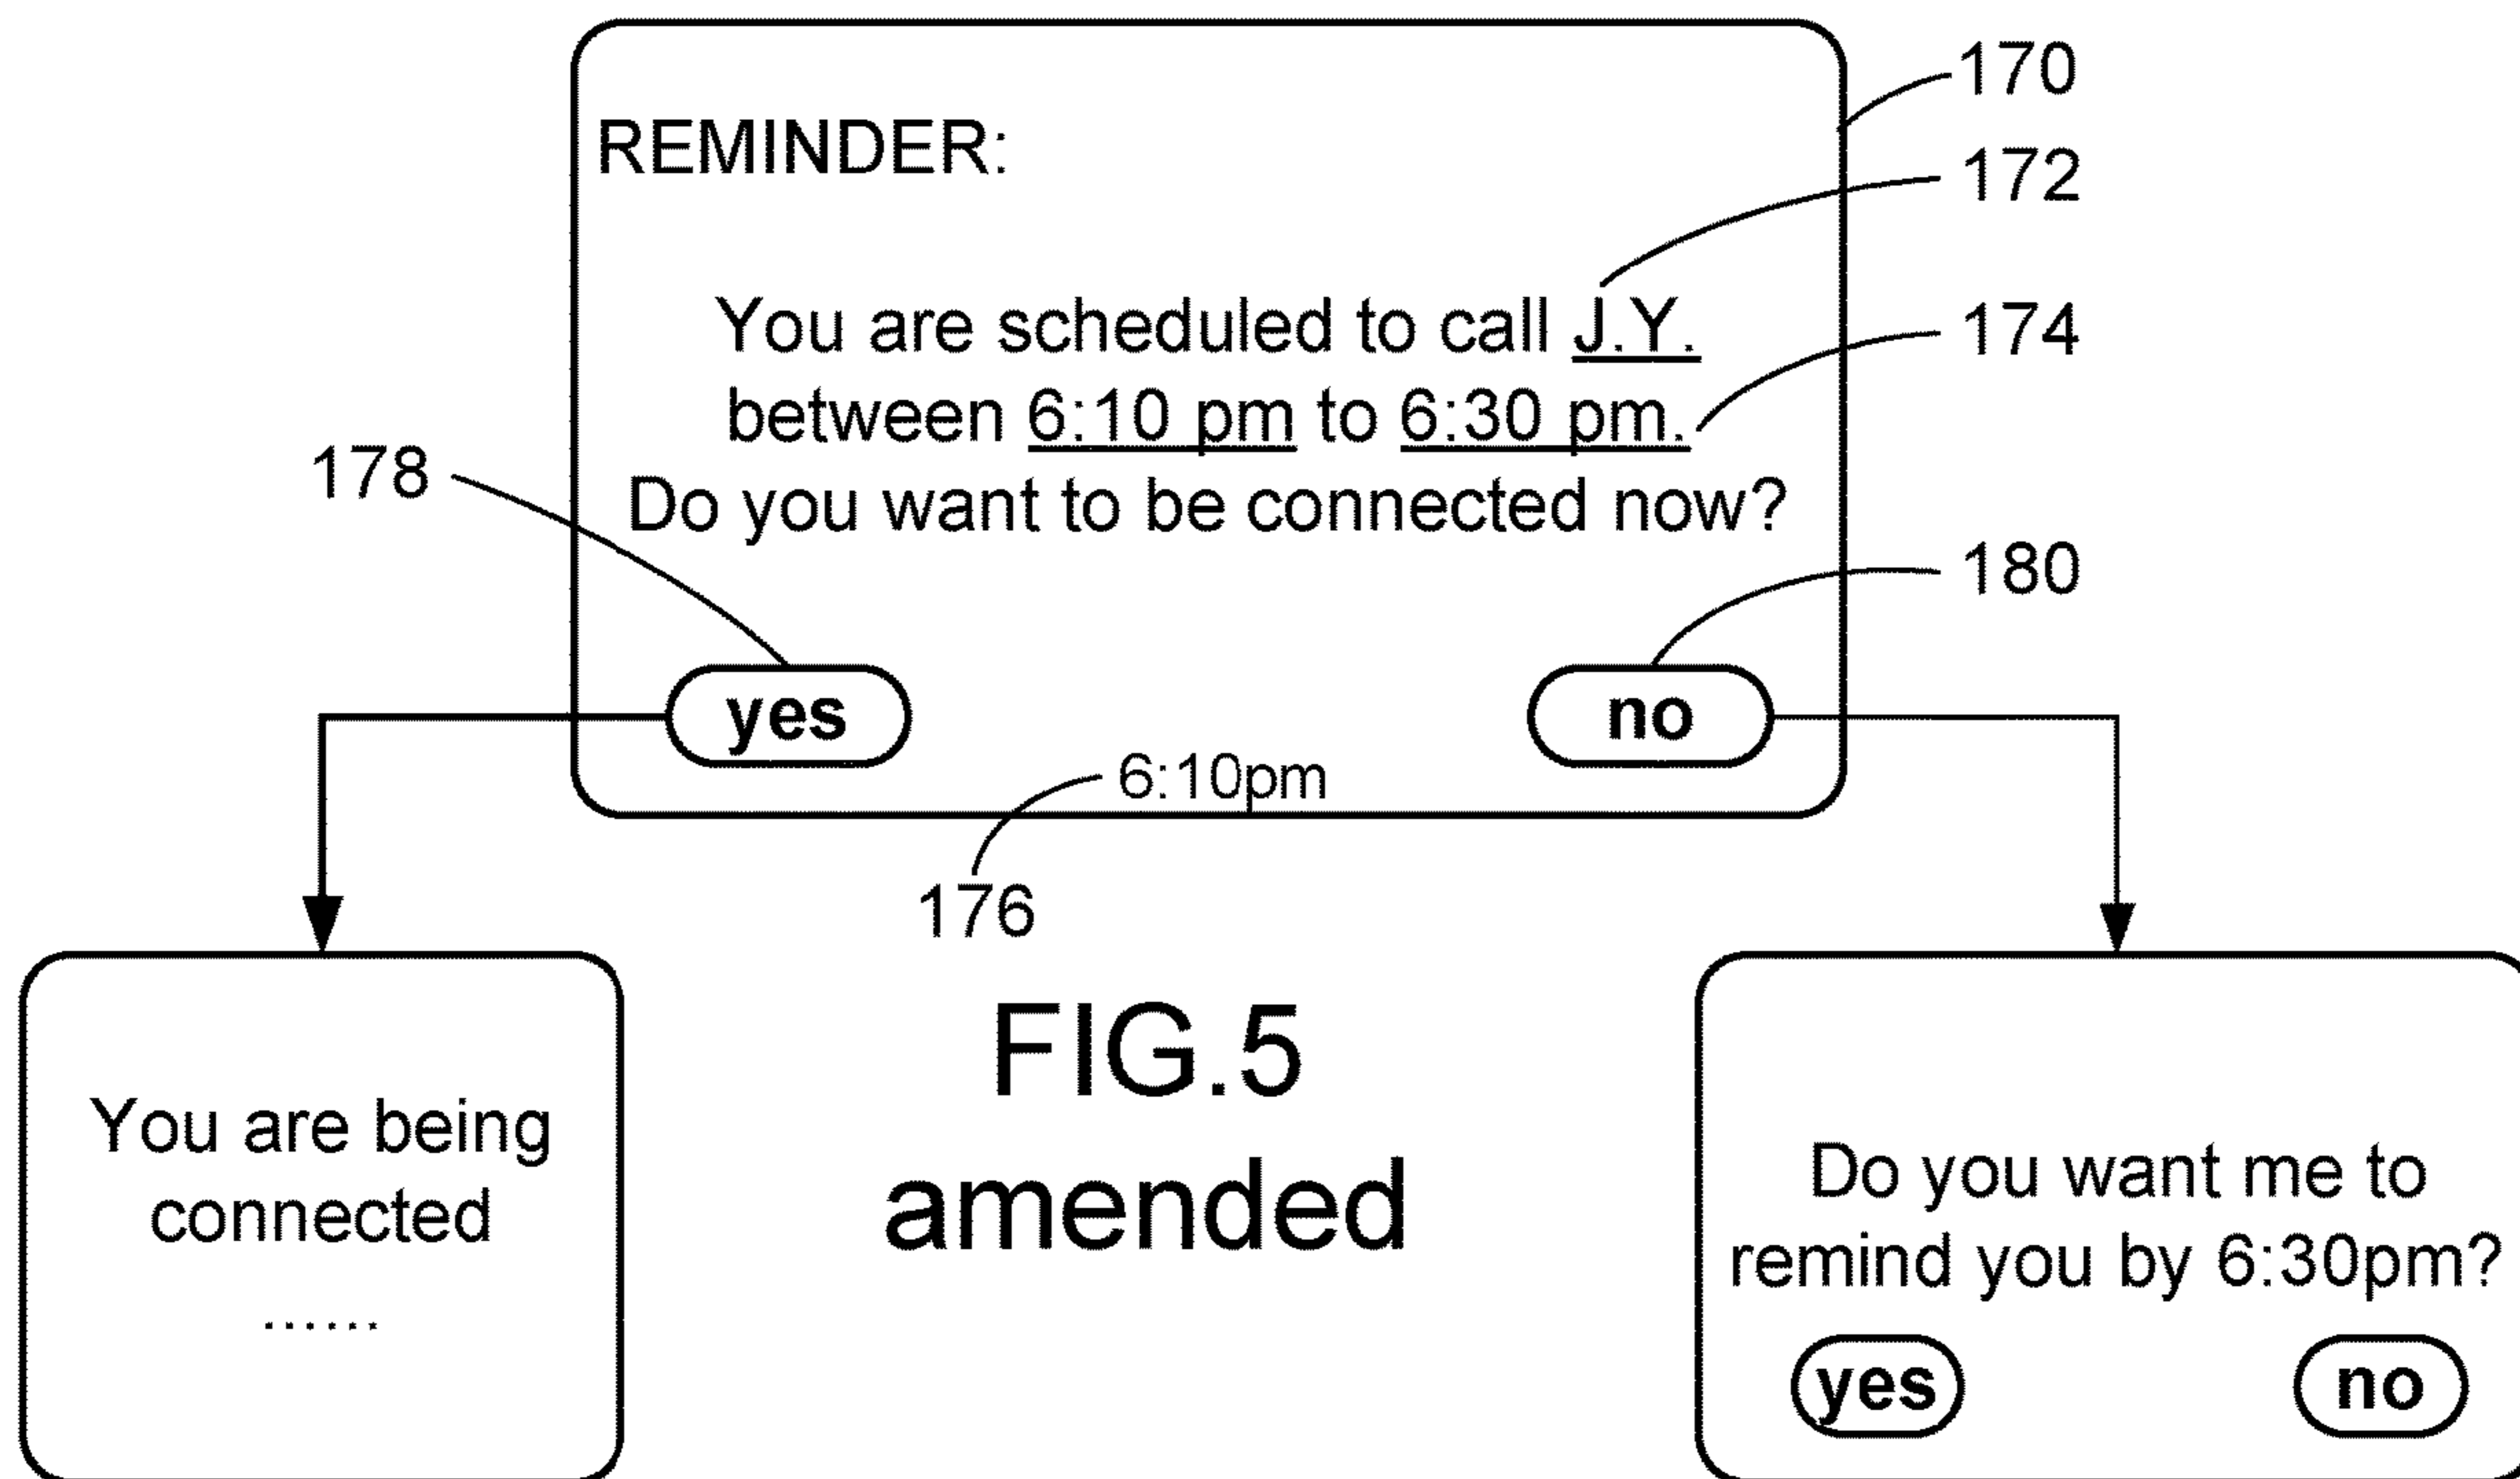 170
REMINDER:
172
You are scheduled to call J.Y.
174
between 6:10 pm to 6:30 pm.
178
Do you want to be connected now?
180
yes
no
6:10pm
176
FIG.5
amended
You are being
connected
......
Do you want me to
remind you by 6:30pm?
yes
no